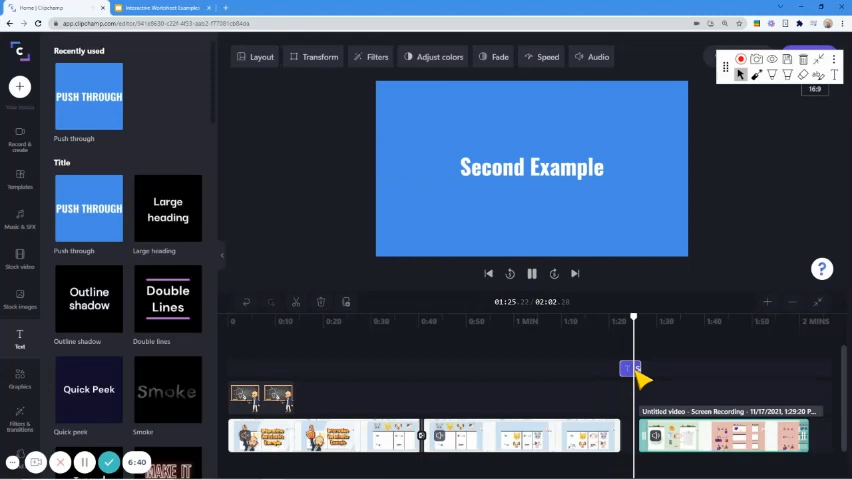 Home | Clipchamp
Interactive Worksheet Examples
app.clipchamp.com/editor/941e8630-c22f-4f53-aab2-f77081cb84da
Recently used
Layout
Transform
Filters
Adjust colors
Fade
Speed
Audio
16:9
PUSH THROUGH
Push through
Record & create
Title
Templates
Second Example
PUSH THROUGH
Large
heading
Music & SFX
Push through
Large heading
Stock video
Outline
shadow
Double
Lines
Stock images
01:25.22 / 02:02.20
Text
Outline shadow
Double lines
0
0:10
0:20
0:30
0:40
0:50
1 MIN
1:10
1:20
1:30
1:40
1:50
2 MINS
Graphics
Quick Peek
Smoke
Untitled video - Screen Recording - 11/17/2021, 1:29:20 P...
Filters & transitions
Quick peek
Smoke
MAKE IT
6:40